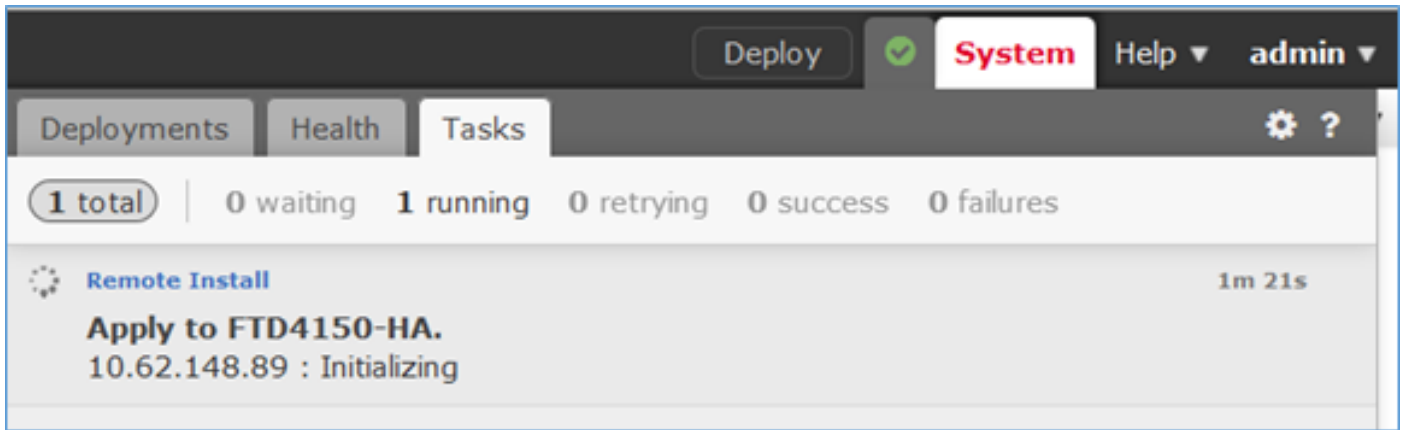 Deploy System Help ▼ admin ▼
Deployments Health Tasks ?
1 total 0 waiting 1 running 0 retrying 0 success 0 failures
Remote Install 1m 21s
Apply to FTD4150-HA.
10.62.148.89 : Initializing